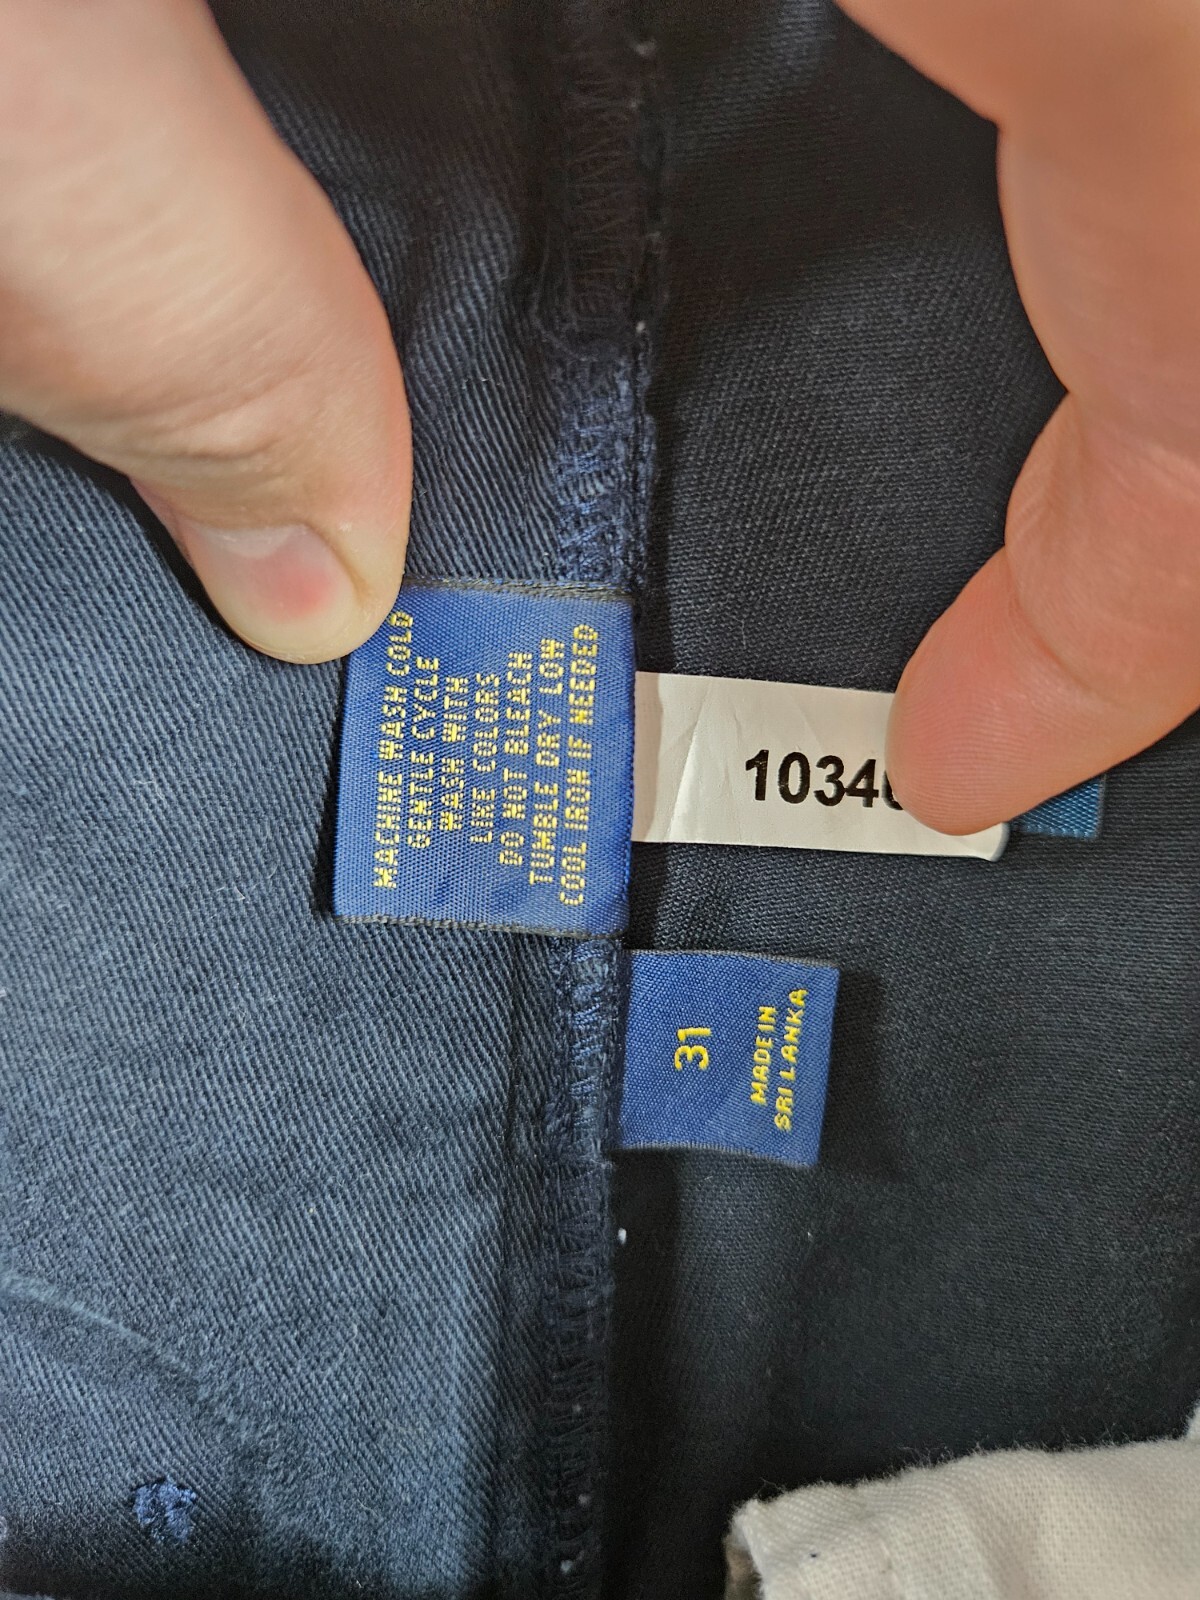 MACHINE WASH COLD
GENTLE CYCLE
WASH WITH
LIKE COLORS
DO NOT BLEACH
TUMBLE DRY LOW
COOL IRON IF NEEDED
1034
31
MADE IN
SRI LANKA